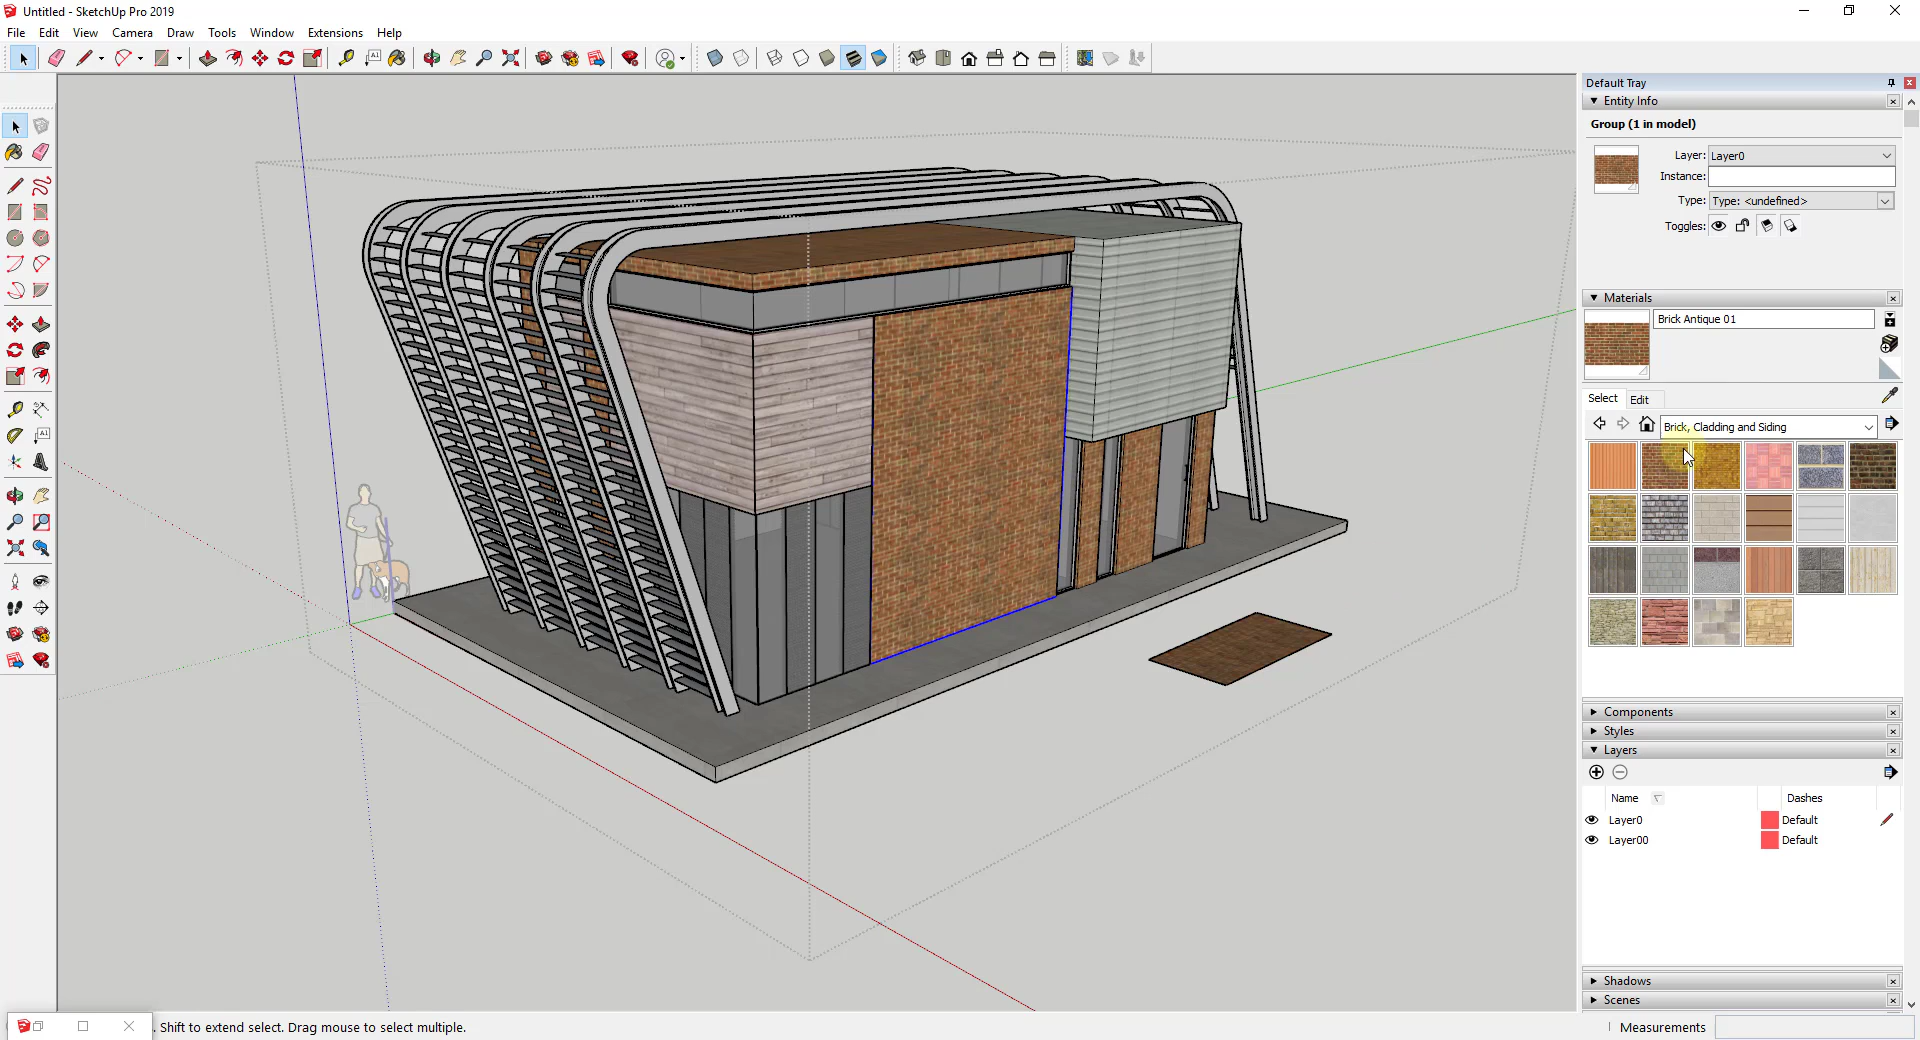 Untitled - SketchUp Pro 2019
File Edit View Camera Draw Tools Window Extensions Help
Default Tray
Entity Info
Group (1 in model)
Layer: Layer0
Instance:
Type: Type: <undefined>
Toggles:
Materials
Brick Antique 01
Select Edit
Brick, Cladding and Siding
Components
Styles
Layers
Name Dashes
Layer0 Default
Layer00 Default
Shadows
Scenes
. Shift to extend select. Drag mouse to select multiple.
Measurements